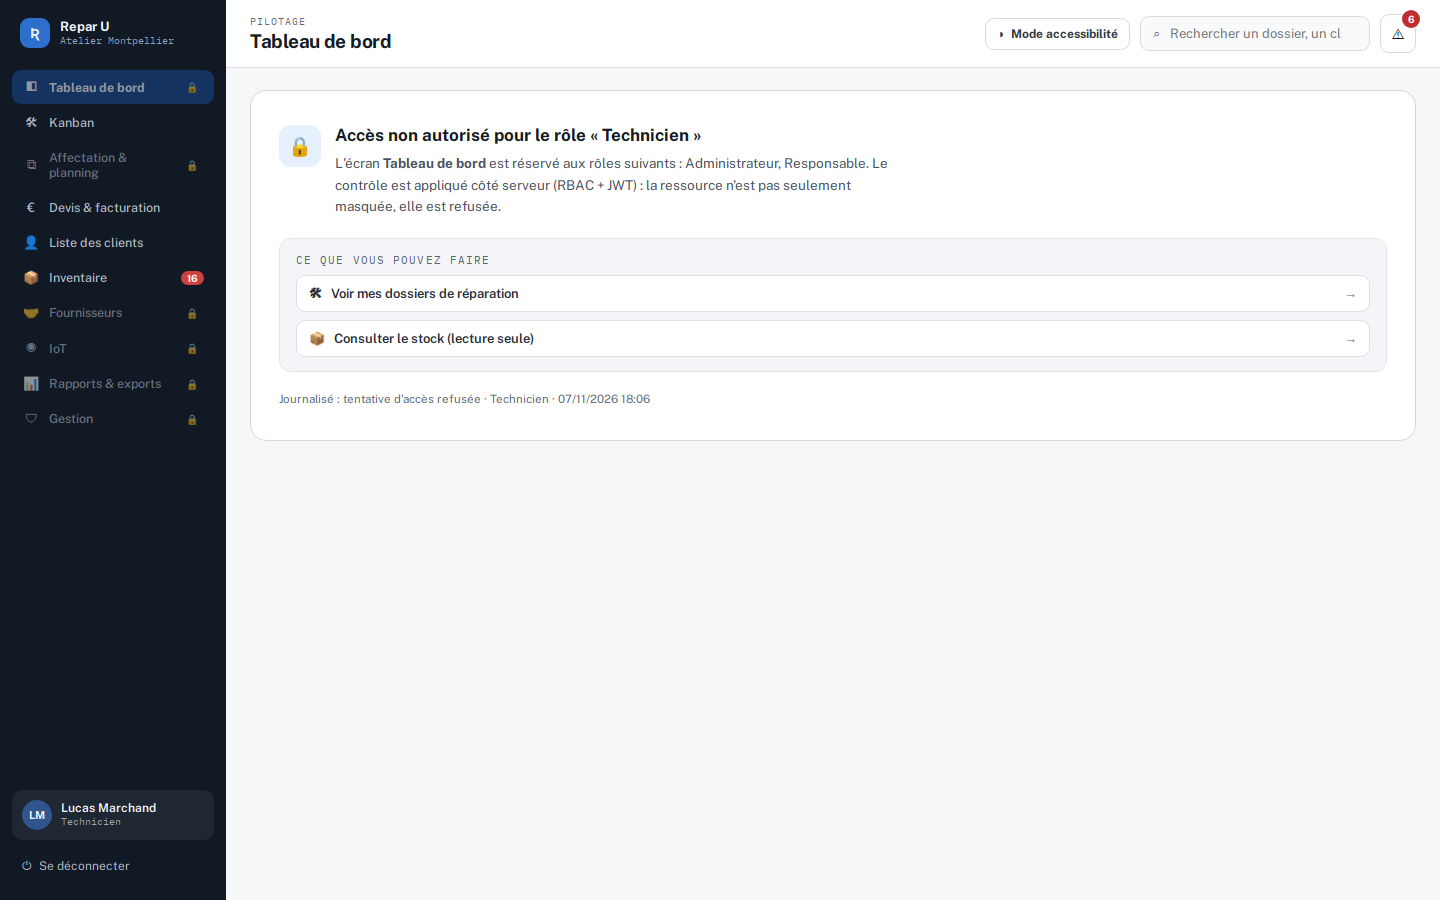 Repar U
Atelier Montpellier
Tableau de bord
Kanban
Affectation &
planning
Devis & facturation
Liste des clients
Inventaire
16
Fournisseurs
IoT
Rapports & exports
Gestion
LM
Lucas Marchand
Technicien
Se déconnecter
PILOTAGE
Tableau de bord
Mode accessibilité
Rechercher un dossier, un cl
6
Accès non autorisé pour le rôle « Technicien »
L'écran Tableau de bord est réservé aux rôles suivants : Administrateur, Responsable. Le
contrôle est appliqué côté serveur (RBAC + JWT) : la ressource n'est pas seulement
masquée, elle est refusée.
CE QUE VOUS POUVEZ FAIRE
Voir mes dossiers de réparation
→
Consulter le stock (lecture seule)
→
Journalisé : tentative d'accès refusée · Technicien · 07/11/2026 18:06